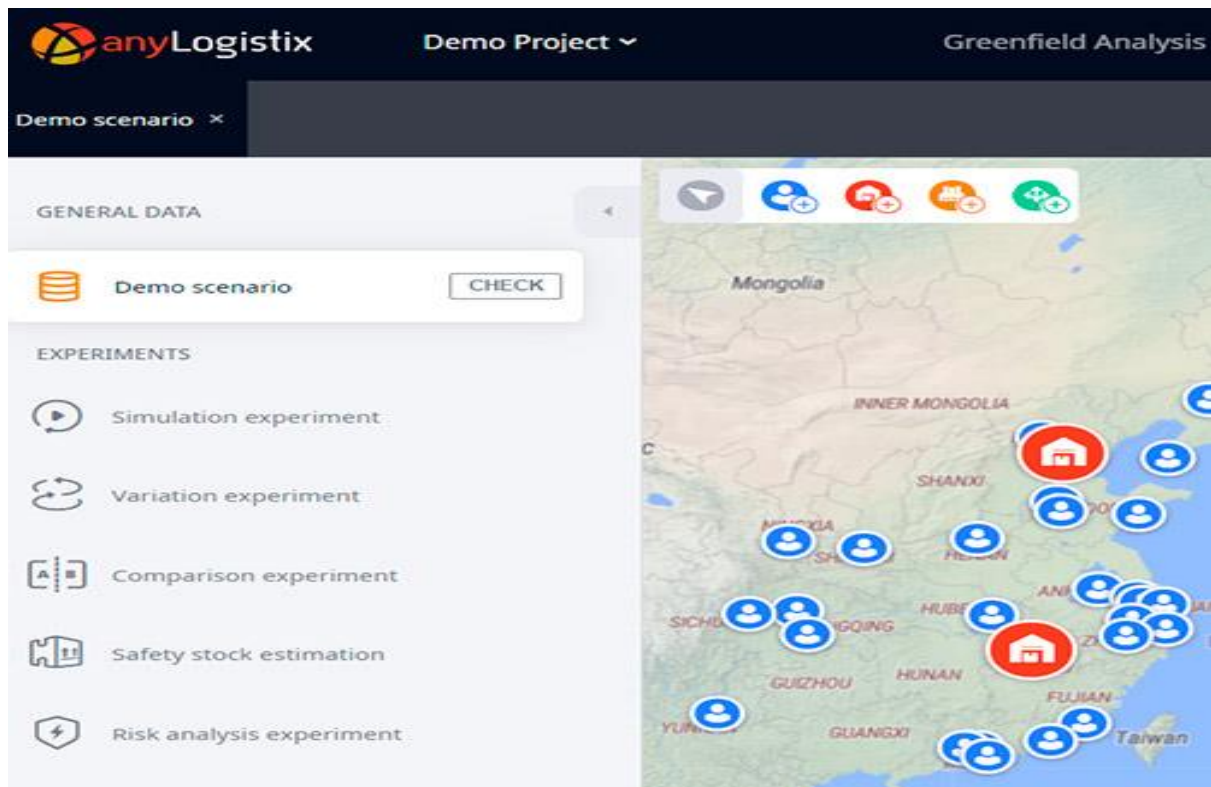 anyLogistix
Demo Project
Greenfield Analysis
Demo scenario ×
GENERAL DATA
Demo scenario
CHECK
EXPERIMENTS
Simulation experiment
Variation experiment
A B
Comparison experiment
Safety stock estimation
Risk analysis experiment
Mongolia
INNER MONGOLIA
SHANXI
HUNAN
GUIZHOU
FUJIAN
GUANGXI
Taiwan